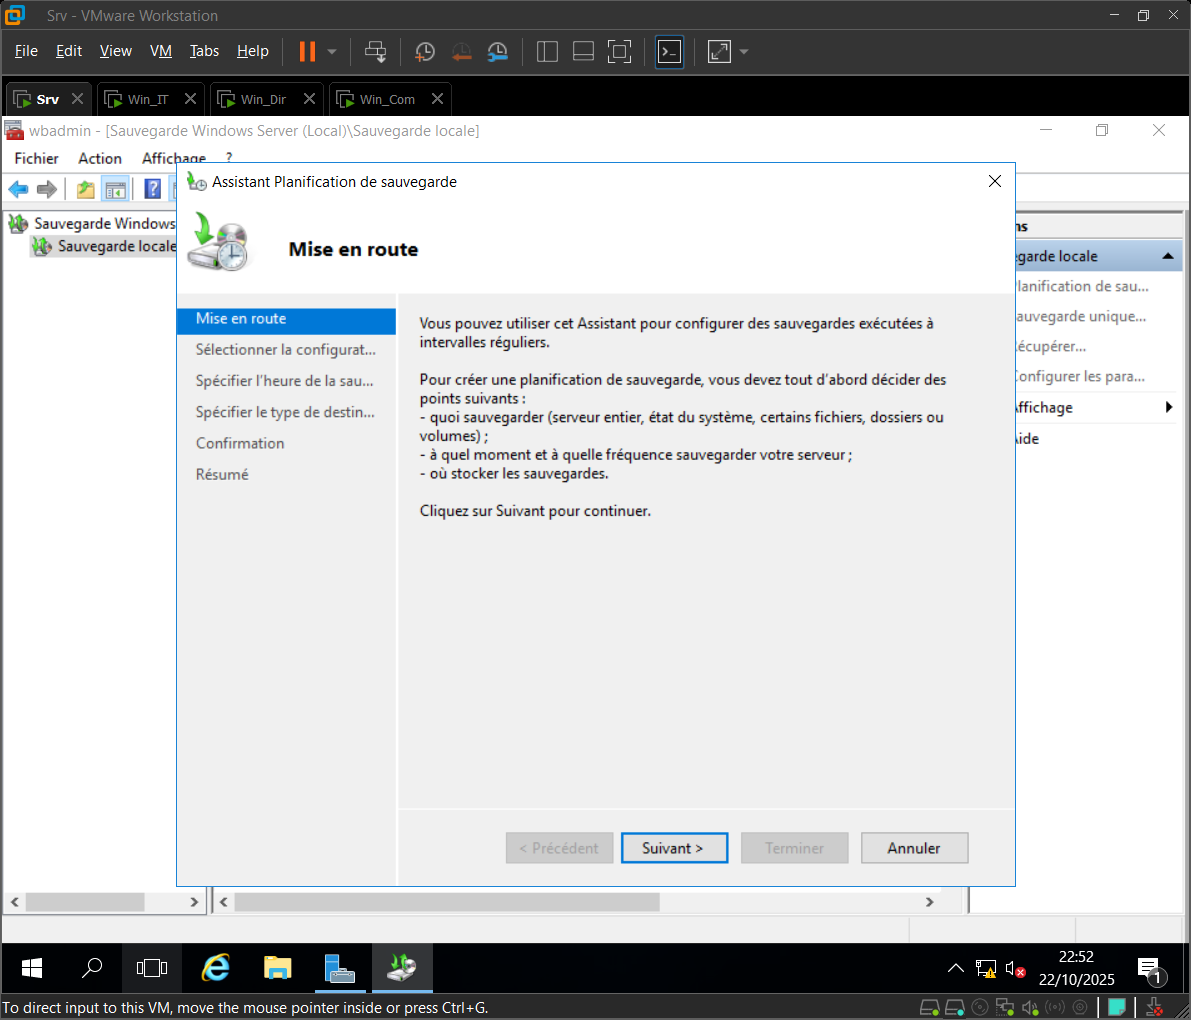 Srv - VMware Workstation
File Edit View VM Tabs Help
Srv Win_IT Win_Dir Win_Com
wbadmin - [Sauvegarde Windows Server (Local)\Sauvegarde locale]
Fichier Action Affichage ?
Assistant Planification de sauvegarde
Mise en route
Sauvegarde Windows
Sauvegarde locale
Mise en route
Sélectionner la configurat...
Spécifier l'heure de la sau...
Spécifier le type de destin...
Confirmation
Résumé
Vous pouvez utiliser cet Assistant pour configurer des sauvegardes exécutées à
intervalles réguliers.
Pour créer une planification de sauvegarde, vous devez tout d'abord décider des
points suivants :
- quoi sauvegarder (serveur entier, état du système, certains fichiers, dossiers ou
volumes) ;
- à quel moment et à quelle fréquence sauvegarder votre serveur ;
- où stocker les sauvegardes.
Cliquez sur Suivant pour continuer.
< Précédent Suivant > Terminer Annuler
ns
egarde locale
lanification de sau...
auvegarde unique...
écupérer...
onfigurer les para...
ffichage
ide
22:52
22/10/2025
1
To direct input to this VM, move the mouse pointer inside or press Ctrl+G.